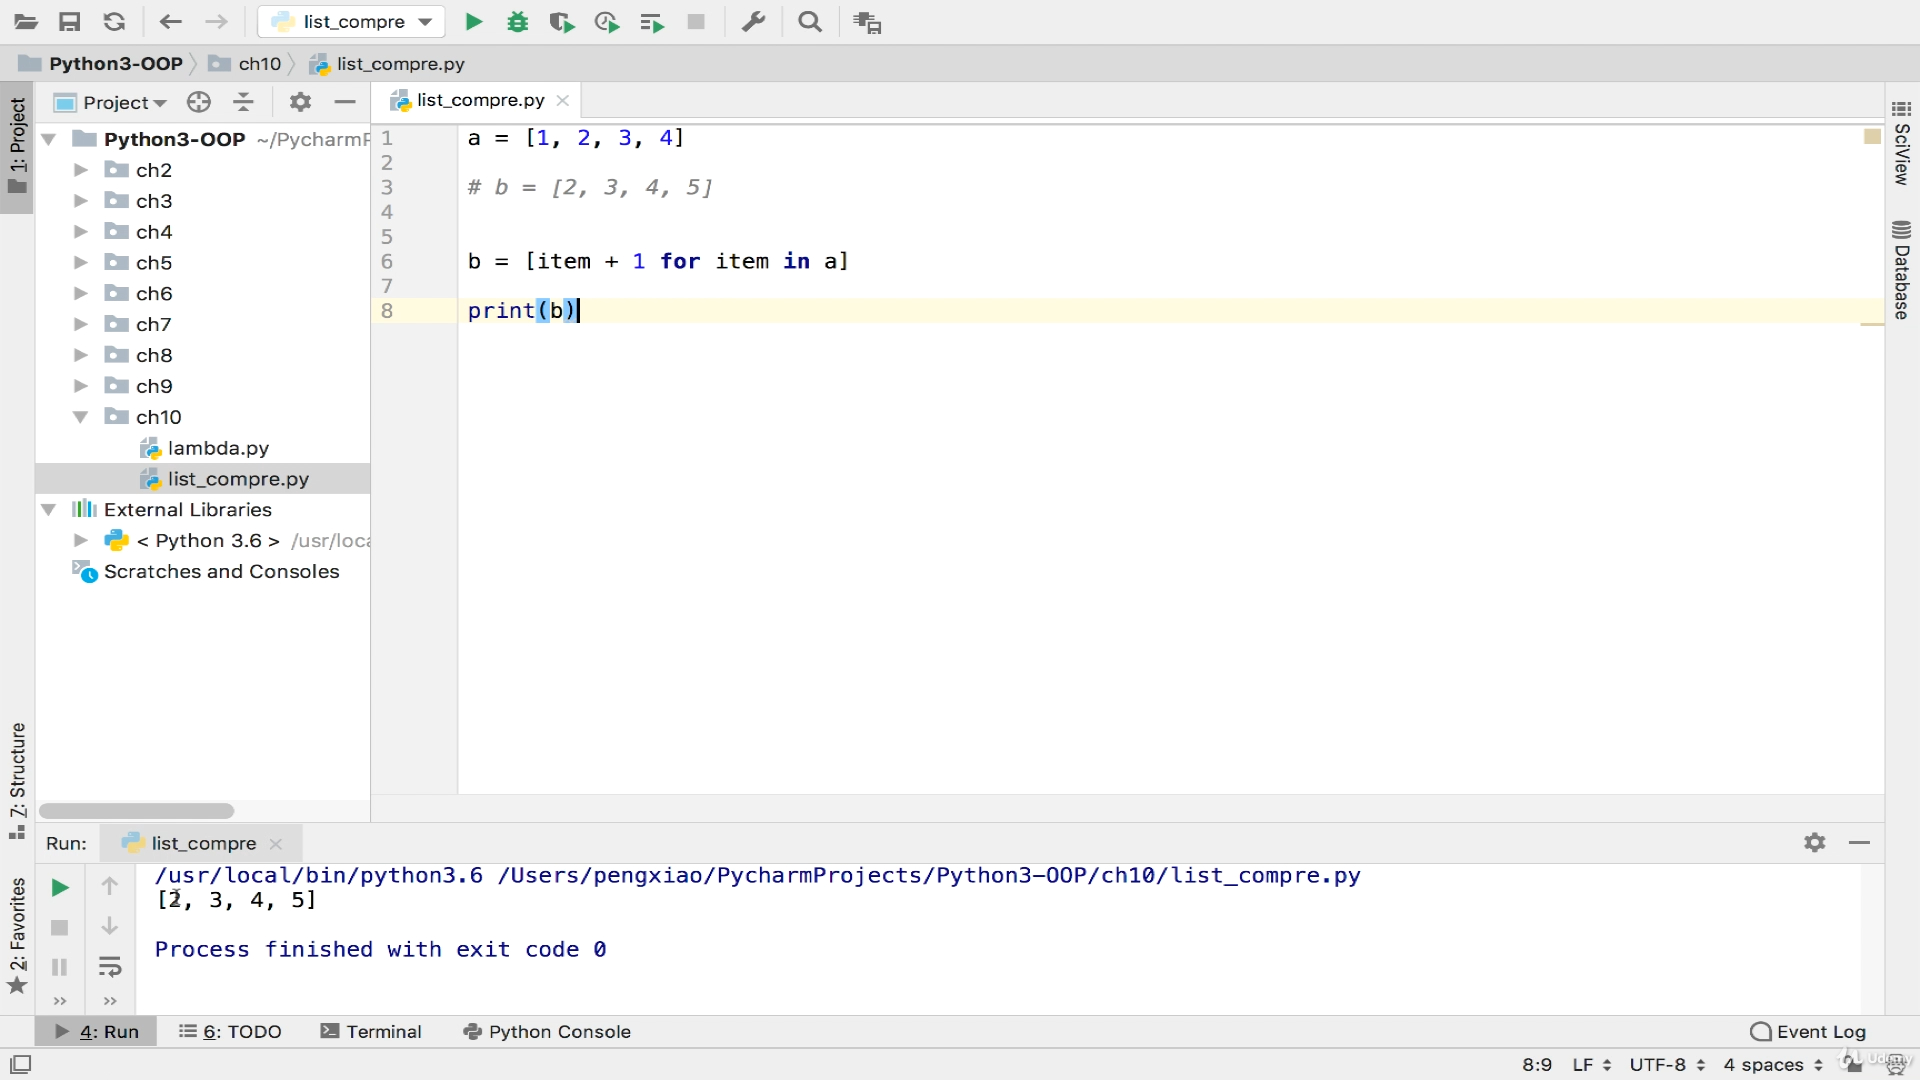 list_compre
Python3-OOP
ch10
list_compre.py
Project
list_compre.py
1: Project
Python3-OOP ~/PycharmP
ch2
ch3
ch4
ch5
ch6
ch7
ch8
ch9
ch10
lambda.py
list_compre.py
External Libraries
< Python 3.6 > /usr/loca
Scratches and Consoles
1 a = [1, 2, 3, 4]
2
3 # b = [2, 3, 4, 5]
4
5
6 b = [item + 1 for item in a]
7
8 print(b)
SciView
Database
Z: Structure
2: Favorites
Run: list_compre
/usr/local/bin/python3.6 /Users/pengxiao/PycharmProjects/Python3-OOP/ch10/list_compre.py
[2, 3, 4, 5]
Process finished with exit code 0
4: Run
6: TODO
Terminal
Python Console
Event Log
8:9 LF UTF-8 4 spaces
Udemy